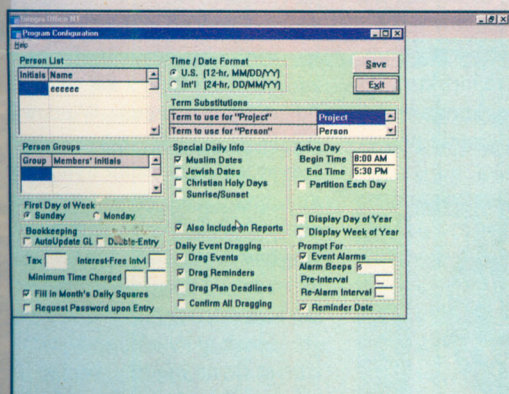 Integra Office NT
Program Configuration
Help
Person List
Initials Name
eeeeee
Time / Date Format
U.S. (12-hr, MM/DD/YY)
Int'l (24-hr, DD/MM/YY)
Save
Exit
Term Substitutions
Term to use for "Project" Project
Term to use for "Person" Person
Person Groups
Group Members' Initials
Special Daily Info
Muslim Dates
Jewish Dates
Christian Holy Days
Sunrise/Sunset
Also Include on Reports
Active Day
Begin Time 8:00 AM
End Time 5:30 PM
Partition Each Day
Display Day of Year
Display Week of Year
First Day of Week
Sunday Monday
Bookkeeping
AutoUpdate GL Double-Entry
Tax Interest-Free Intvl
Minimum Time Charged
Fill in Month's Daily Squares
Request Password upon Entry
Daily Event Dragging
Drag Events
Drag Reminders
Drag Plan Deadlines
Confirm All Dragging
Prompt For
Event Alarms
Alarm Beeps 6
Pre-Interval
Re-Alarm Interval
Reminder Date